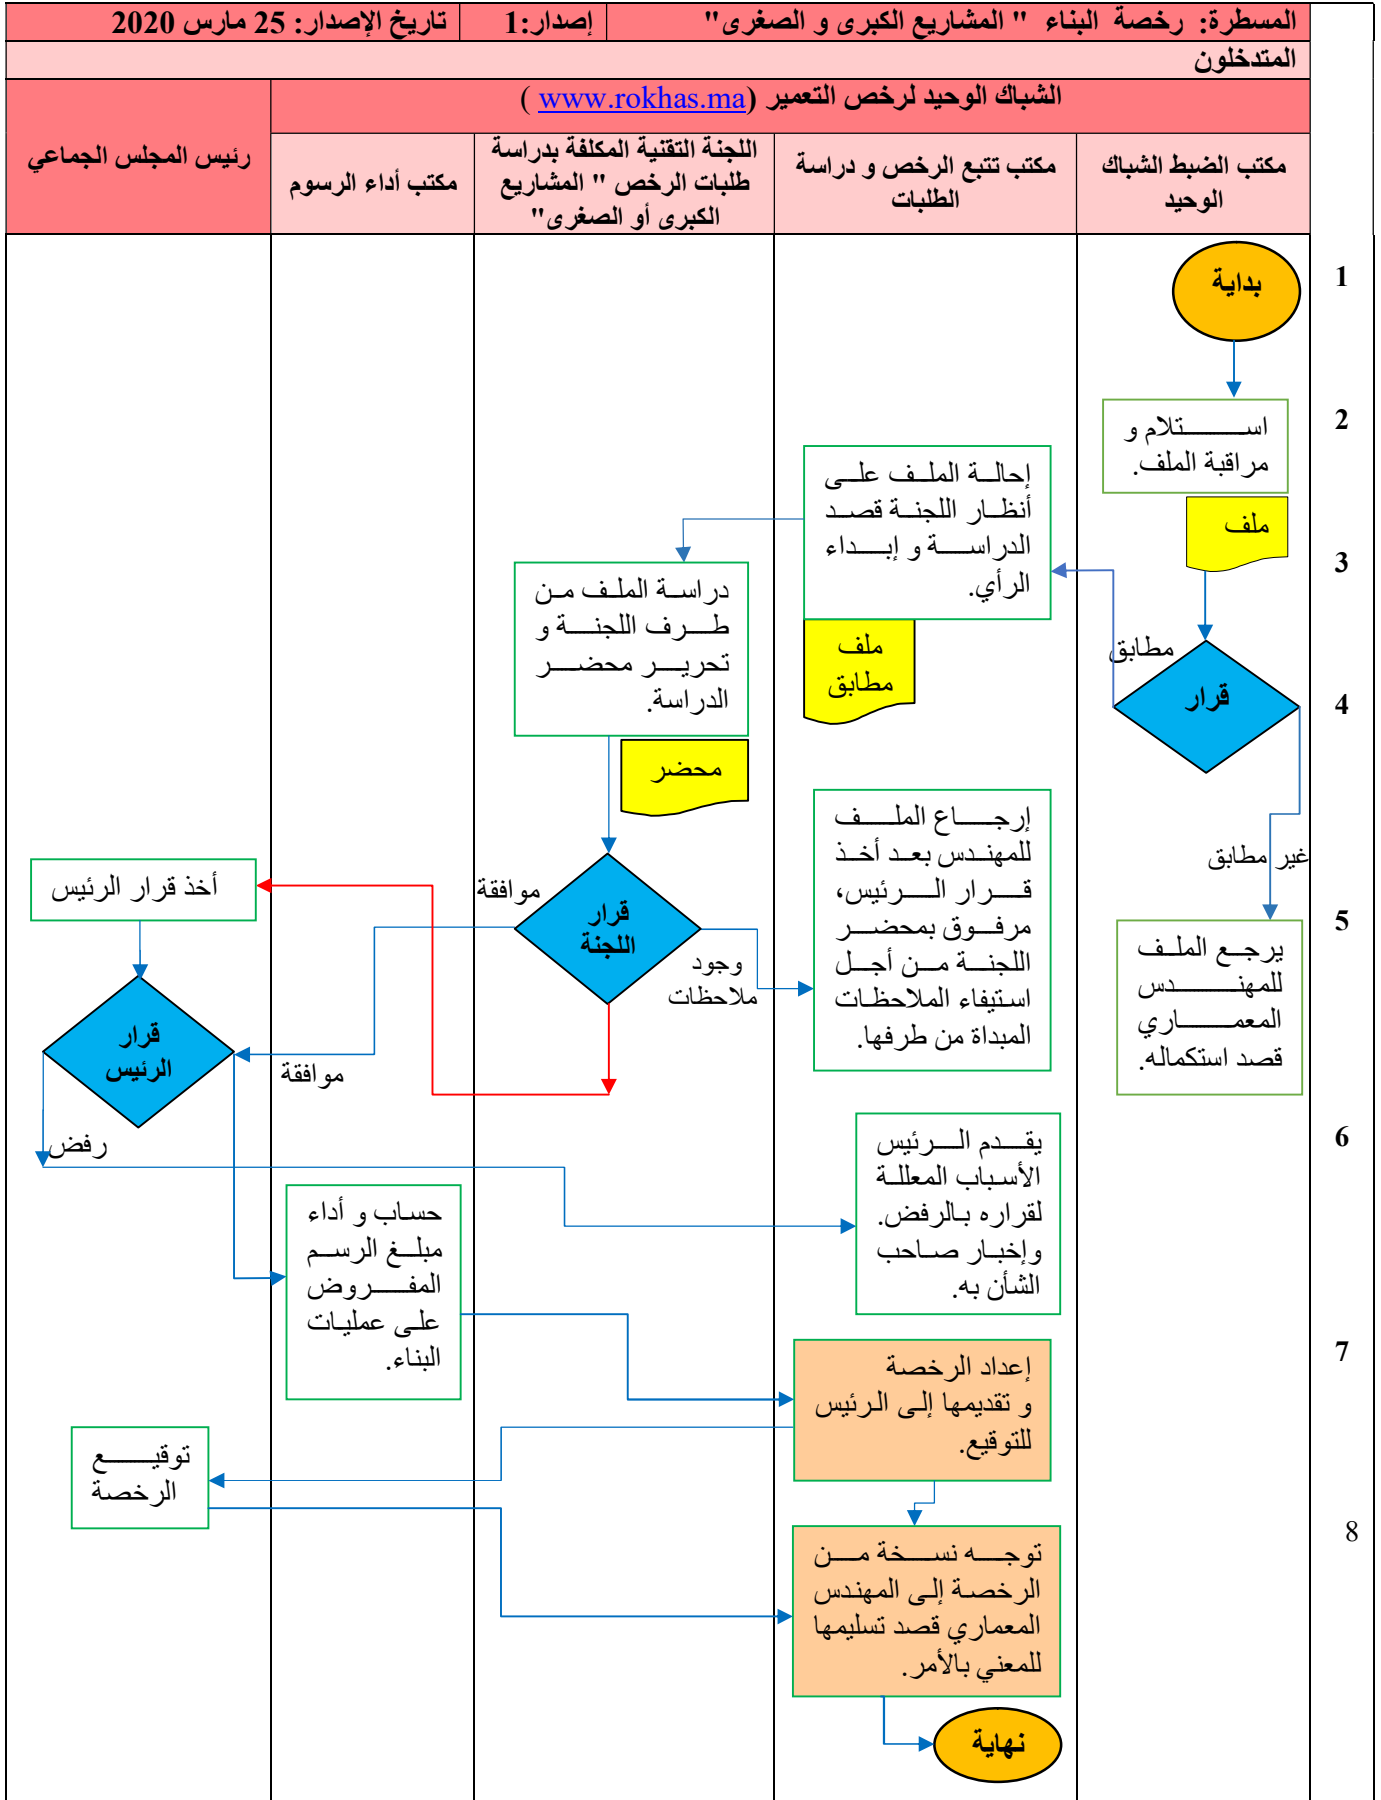 المسطرة: رخصة البناء " المشاريع الكبرى و الصغرى"
إصدار:1
تاريخ الإصدار: 25 مارس 2020
المتدخلون
الشباك الوحيد لرخص التعمير (www.rokhas.ma )
رئيس المجلس الجماعي
مكتب الضبط الشباك
الوحيد
مكتب تتبع الرخص و دراسة
الطلبات
اللجنة التقنية المكلفة بدراسة
طلبات الرخص " المشاريع
الكبرى أو الصغرى"
مكتب أداء الرسوم
1
بداية
2
استلام و
مراقبة الملف.
ملف
3
إحالة الملف على
أنظار اللجنة قصد
الدراسة و إبداء
الرأي.
ملف
مطابق
دراسة الملف من
طرف اللجنة و
تحرير محضر
الدراسة.
محضر
مطابق
4
قرار
غير مطابق
إرجاع الملف
للمهندس بعد أخذ
قرار الرئيس،
مرفوق بمحضر
اللجنة من أجل
استيفاء الملاحظات
المبداة من طرفها.
موافقة
قرار
اللجنة
وجود
ملاحظات
أخذ قرار الرئيس
5
يرجع الملف
للمهندس
المعماري
قصد استكماله.
قرار
الرئيس
موافقة
رفض
6
يقدم الرئيس
الأسباب المعللة
لقراره بالرفض.
وإخبار صاحب
الشأن به.
حساب و أداء
مبلغ الرسم
المفروض
على عمليات
البناء.
7
إعداد الرخصة
و تقديمها إلى الرئيس
للتوقيع.
توقيع
الرخصة
8
توجه نسخة من
الرخصة إلى المهندس
المعماري قصد تسليمها
للمعني بالأمر.
نهاية